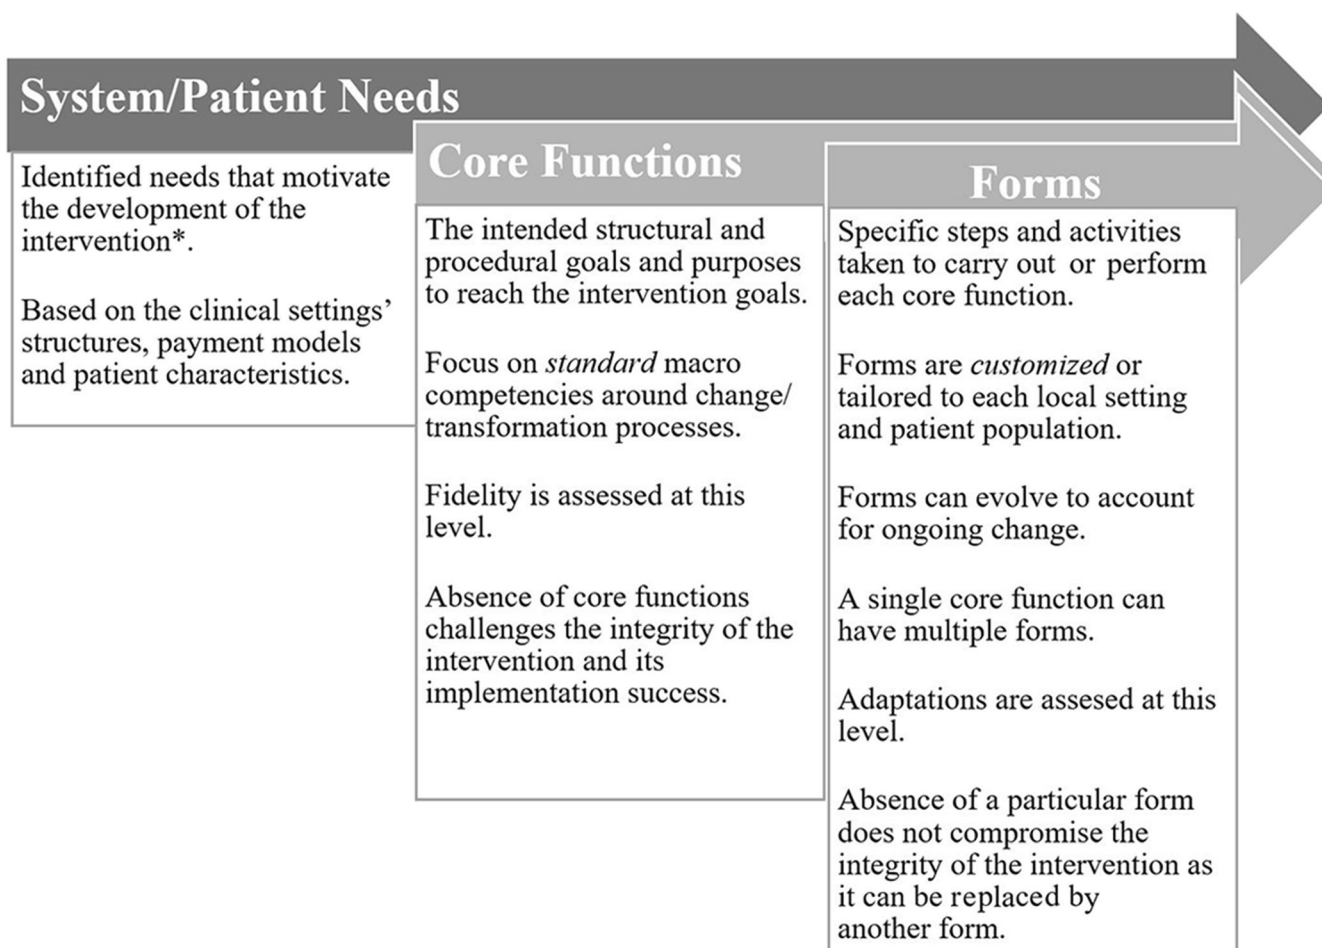 System/Patient Needs
Identified needs that motivate
the development of the
intervention*.
Based on the clinical settings’
structures, payment models
and patient characteristics.
Core Functions
The intended structural and
procedural goals and purposes
to reach the intervention goals.
Focus on standard macro
competencies around change/
transformation processes.
Fidelity is assessed at this
level.
Absence of core functions
challenges the integrity of the
intervention and its
implementation success.
Forms
Specific steps and activities
taken to carry out or perform
each core function.
Forms are customized or
tailored to each local setting
and patient population.
Forms can evolve to account
for ongoing change.
A single core function can
have multiple forms.
Adaptations are assesed at this
level.
Absence of a particular form
does not compromise the
integrity of the intervention as
it can be replaced by
another form.